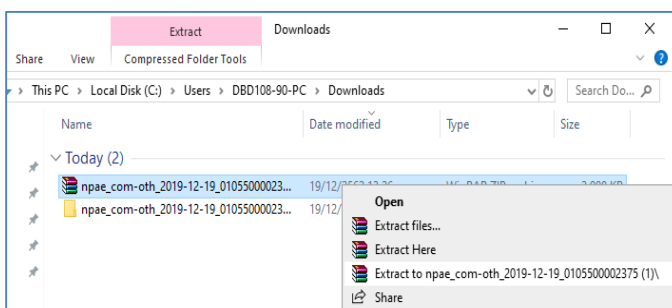 Extract Downloads
Share View Compressed Folder Tools
This PC > Local Disk (C:) > Users > DBD108-90-PC > Downloads Search Do...
Name Date modified Type Size
Today (2)
npae_com-oth_2019-12-19_01055000023... 19/12/2562 13:26
npae_com-oth_2019-12-19_01055000023... 19/12/
Open
Extract files...
Extract Here
Extract to npae_com-oth_2019-12-19_0105500002375 (1)\
Share